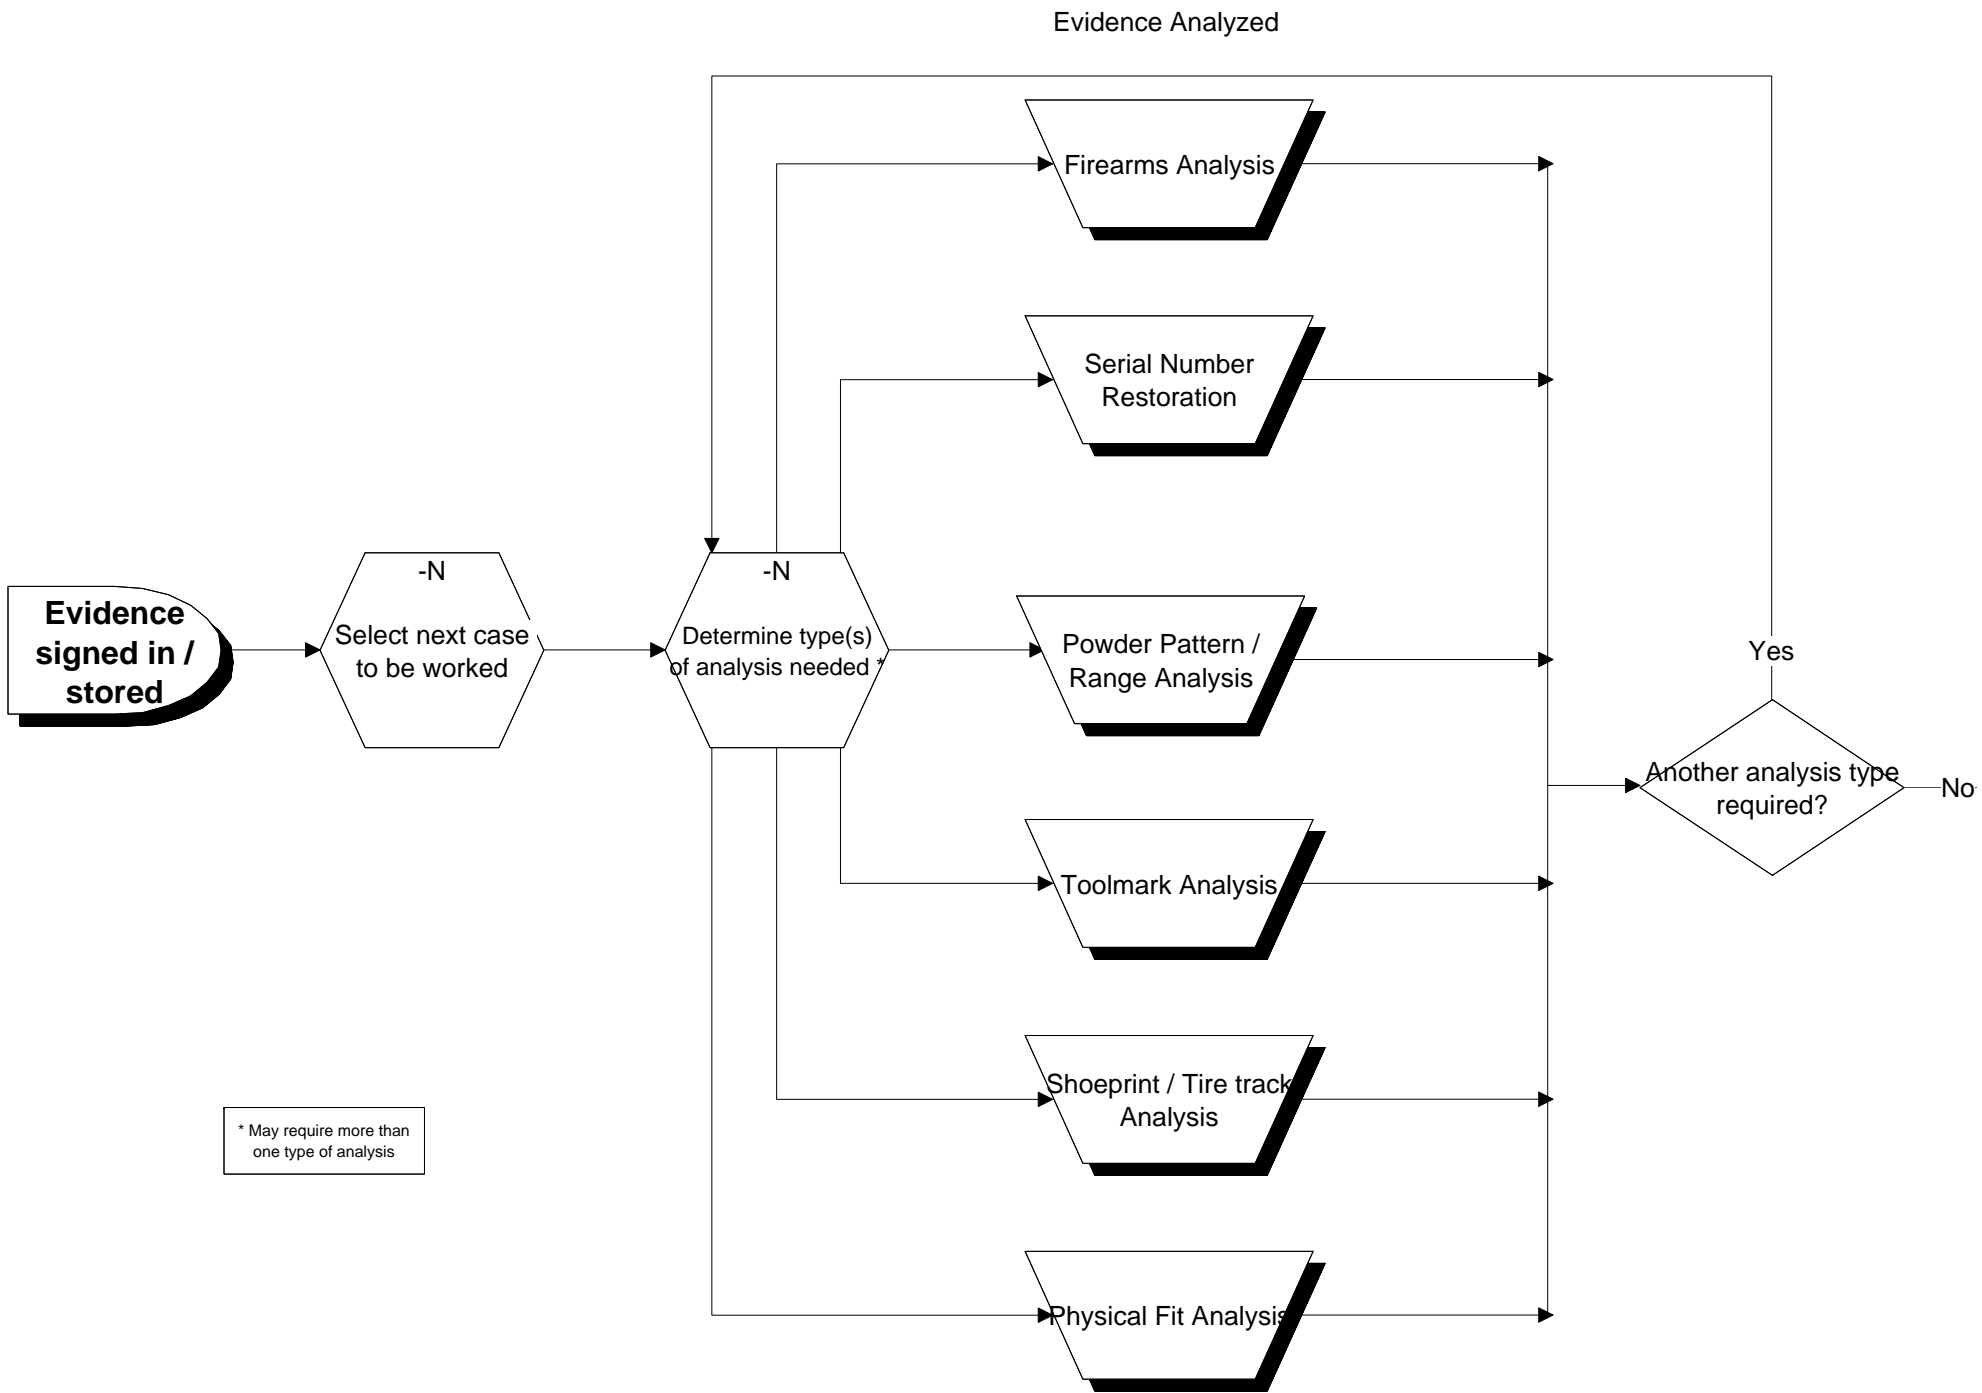 Evidence Analyzed
Firearms Analysis
Serial Number
Restoration
-N
Select next case
to be worked
-N
Determine type(s)
of analysis needed *
Evidence
signed in /
stored
Powder Pattern /
Range Analysis
Yes
Another analysis type
required?
No
Toolmark Analysis
Shoeprint / Tire track
Analysis
* May require more than
one type of analysis
Physical Fit Analysis